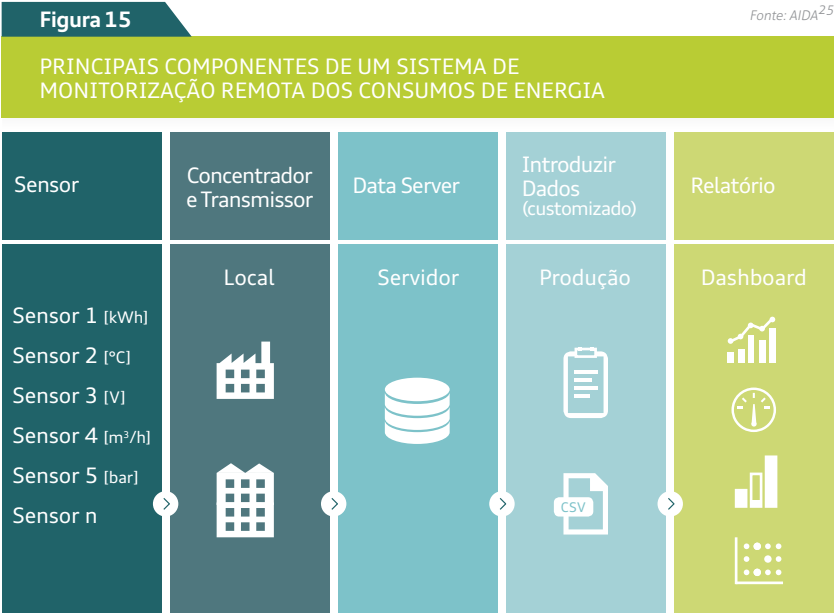 Figura 15
Fonte: AIDA25
PRINCIPAIS COMPONENTES DE UM SISTEMA DE
MONITORIZAÇÃO REMOTA DOS CONSUMOS DE ENERGIA
Sensor
Concentrador
e Transmissor
Data Server
Introduzir
Dados
(customizado)
Relatório
Sensor 1 [kWh]
Sensor 2 [°C]
Sensor 3 [V]
Sensor 4 [m³/h]
Sensor 5 [bar]
Sensor n
Local
Servidor
Produção
CSV
Dashboard